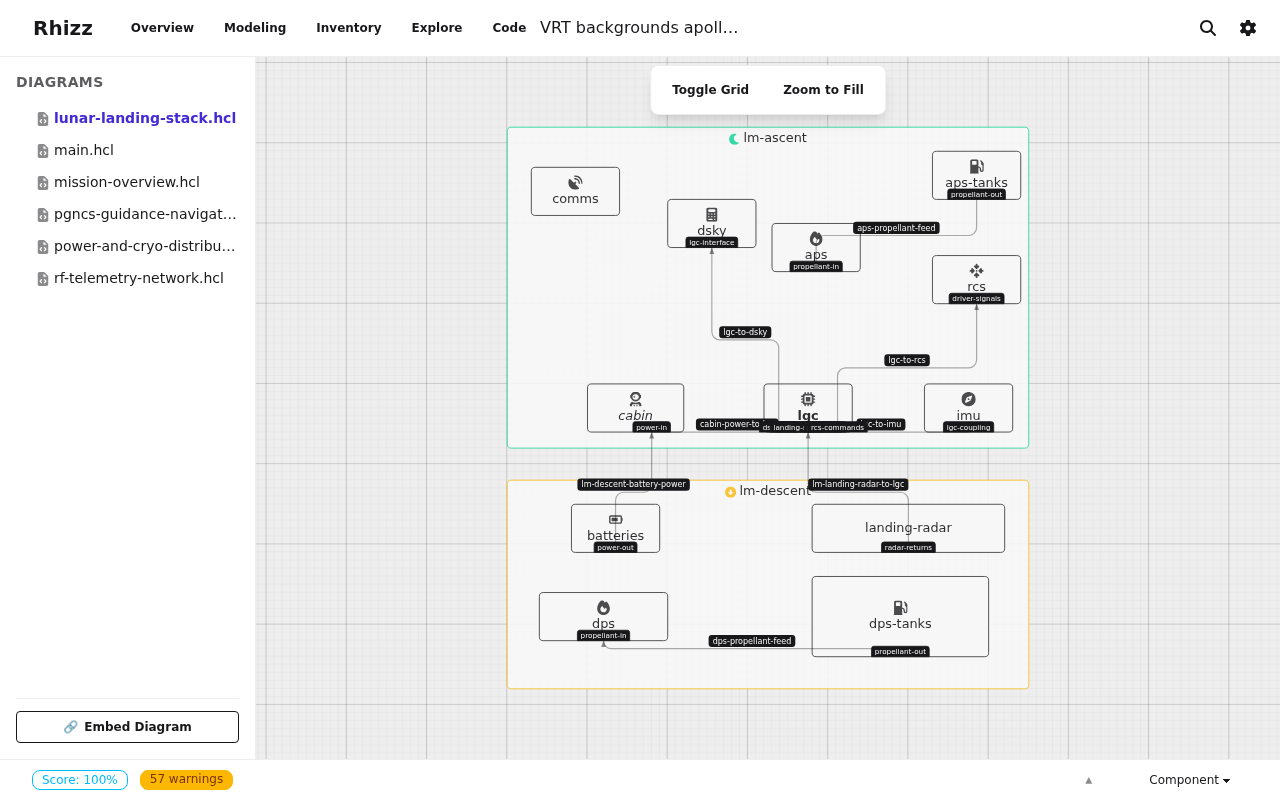 Rhizz
Overview
Modeling
Inventory
Explore
Code
VRT backgrounds apoll...
DIAGRAMS
lunar-landing-stack.hcl
main.hcl
mission-overview.hcl
pgncs-guidance-navigat...
power-and-cryo-distribu...
rf-telemetry-network.hcl
Embed Diagram
Toggle Grid
Zoom to Fill
lm-ascent
comms
dsky
lgc-interface
aps
propellant-in
aps-propellant-feed
aps-tanks
propellant-out
rcs
driver-signals
lgc-to-dsky
lgc-to-rcs
cabin
power-in
cabin-power-to
lgc
landing-
rcs-commands
c-to-imu
imu
lgc-coupling
lm-descent-battery-power
lm-landing-radar-to-lgc
lm-descent
batteries
power-out
landing-radar
radar-returns
dps
propellant-in
dps-propellant-feed
dps-tanks
propellant-out
Score: 100%
57 warnings
Component